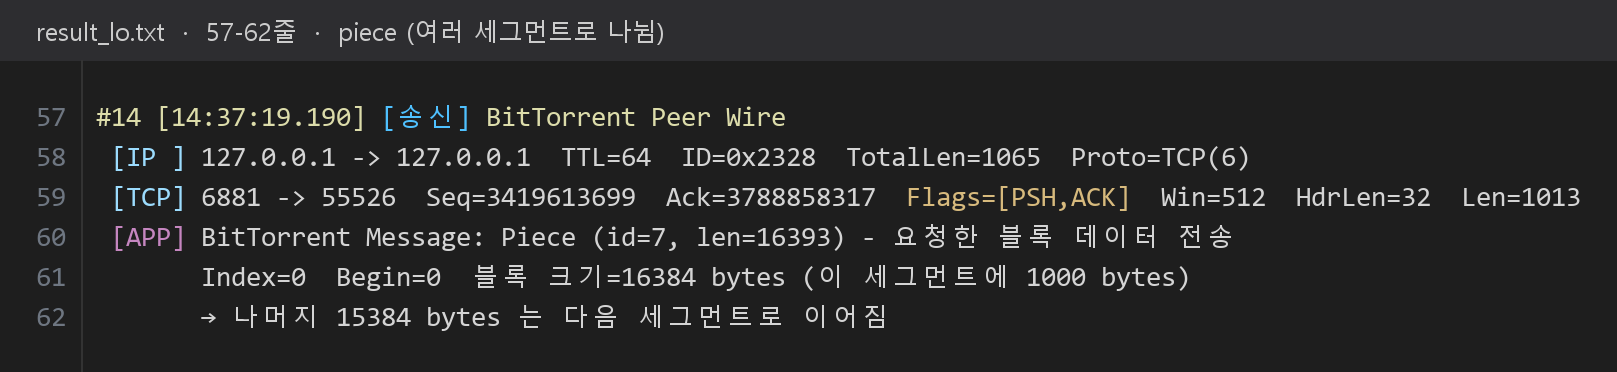 result_lo.txt · 57-62줄 · piece (여러 세그먼트로 나뉨)
57 #14 [14:37:19.190] [송신] BitTorrent Peer Wire
58 [IP ] 127.0.0.1 -> 127.0.0.1 TTL=64 ID=0x2328 TotalLen=1065 Proto=TCP(6)
59 [TCP] 6881 -> 55526 Seq=3419613699 Ack=3788858317 Flags=[PSH,ACK] Win=512 HdrLen=32 Len=1013
60 [APP] BitTorrent Message: Piece (id=7, len=16393) - 요청한 블록 데이터 전송
61 Index=0 Begin=0 블록 크기=16384 bytes (이 세그먼트에 1000 bytes)
62 → 나머지 15384 bytes 는 다음 세그먼트로 이어짐